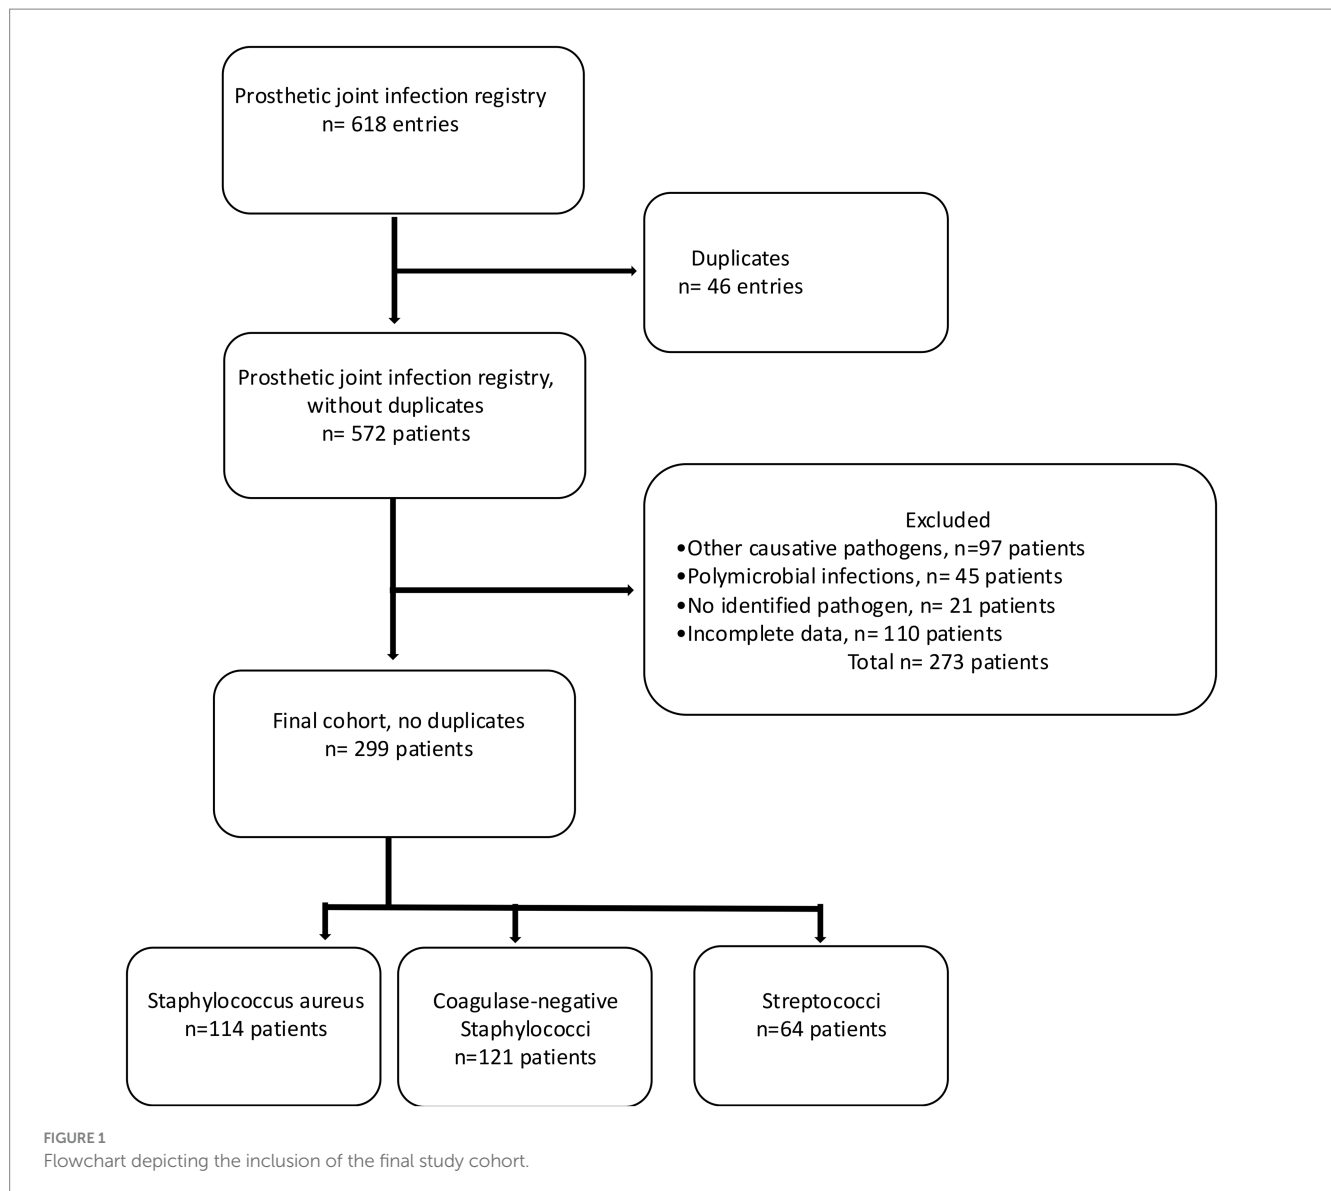 Prosthetic joint infection registry
n= 618 entries
Duplicates
n= 46 entries
Prosthetic joint infection registry,
without duplicates
n= 572 patients
Excluded
•Other causative pathogens, n=97 patients
•Polymicrobial infections, n= 45 patients
•No identified pathogen, n= 21 patients
•Incomplete data, n= 110 patients
Total n= 273 patients
Final cohort, no duplicates
n= 299 patients
Staphylococcus aureus
n=114 patients
Coagulase-negative
Staphylococci
n=121 patients
Streptococci
n=64 patients
FIGURE 1
Flowchart depicting the inclusion of the final study cohort.